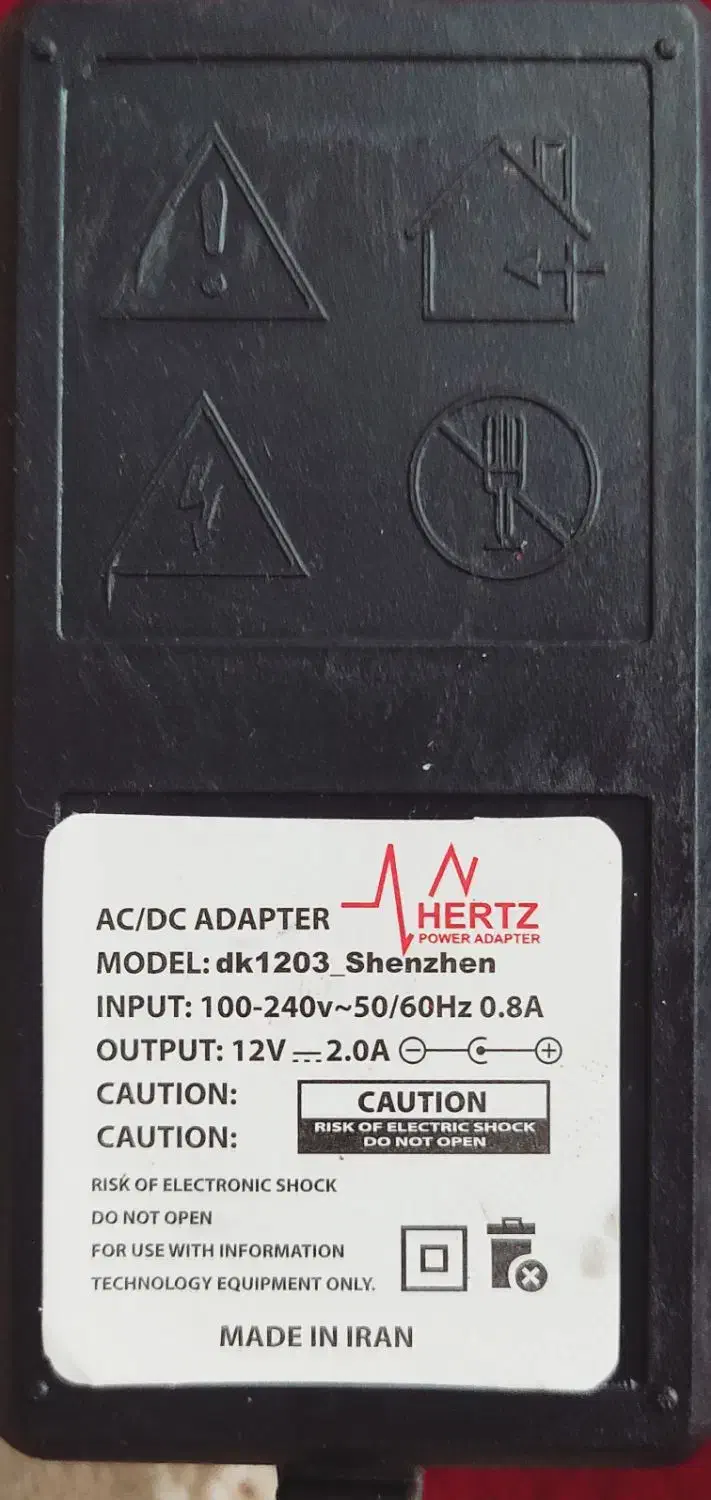 HERTZ
POWER ADAPTER
AC/DC ADAPTER
MODEL: dk1203_Shenzhen
INPUT: 100-240v~50/60Hz 0.8A
OUTPUT: 12V ⎓ 2.0A
CAUTION:
CAUTION:
CAUTION
RISK OF ELECTRIC SHOCK
DO NOT OPEN
RISK OF ELECTRONIC SHOCK
DO NOT OPEN
FOR USE WITH INFORMATION
TECHNOLOGY EQUIPMENT ONLY.
MADE IN IRAN